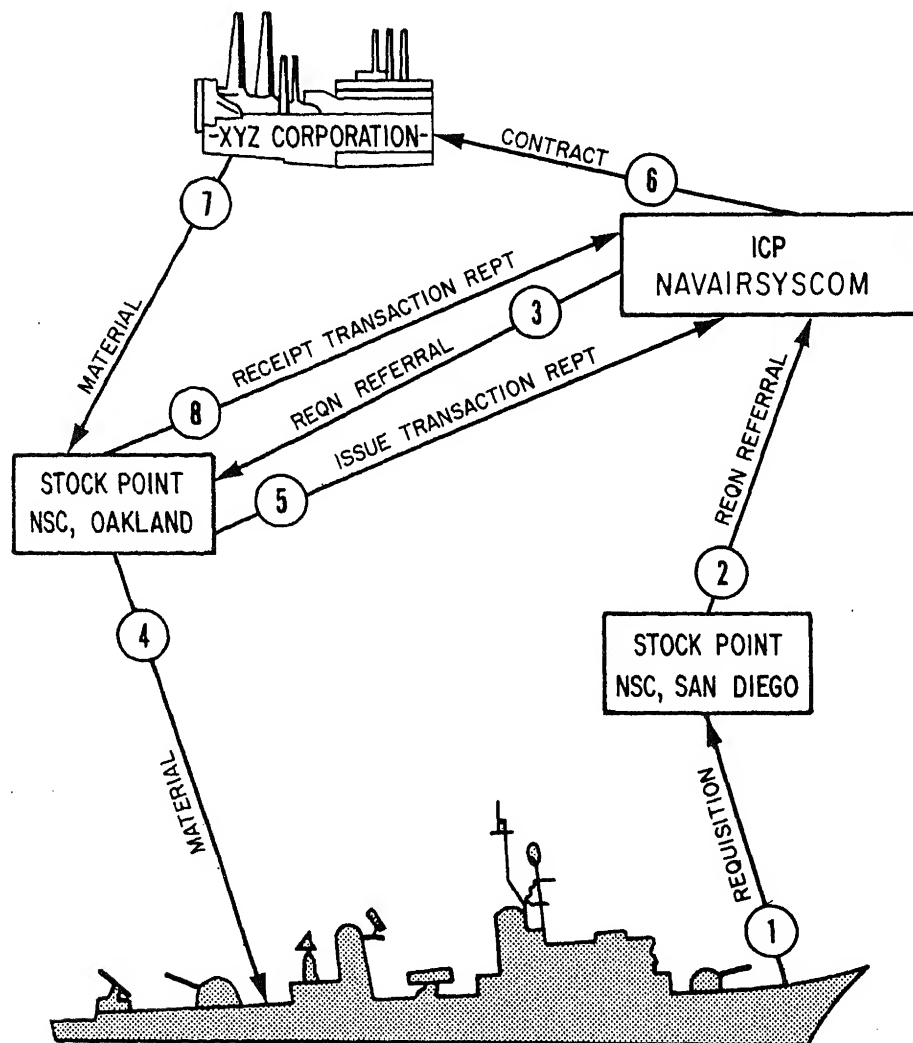 -XYZ CORPORATION-
CONTRACT
6
7
ICP
NAVAIRSYSCOM
MATERIAL
8
RECEIPT TRANSACTION REPT
3
REQN REFERRAL
5
ISSUE TRANSACTION REPT
STOCK POINT
NSC, OAKLAND
REQN REFERRAL
2
4
STOCK POINT
NSC, SAN DIEGO
MATERIAL
REQUISITION
1